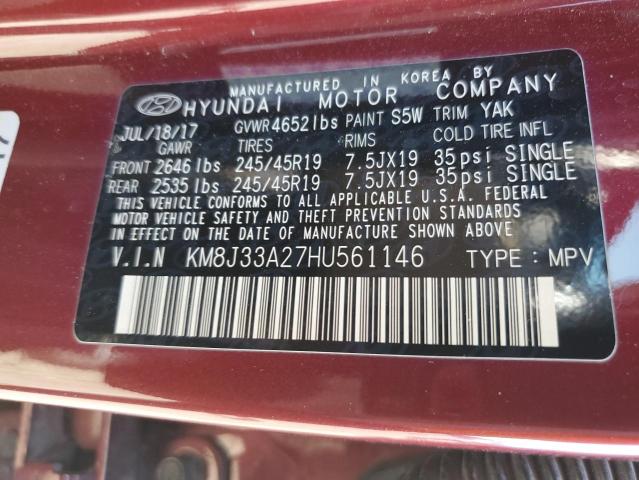 MANUFACTURED IN KOREA BY
HYUNDAI MOTOR COMPANY
JUL/18/17 GVWR 4652 lbs PAINT S5W TRIM YAK
GAWR TIRES RIMS COLD TIRE INFL
FRONT 2646 lbs 245/45R19 7.5JX19 35psi SINGLE
REAR 2535 lbs 245/45R19 7.5JX19 35psi SINGLE
THIS VEHICLE CONFORMS TO ALL APPLICABLE U.S.A. FEDERAL
MOTOR VEHICLE SAFETY AND THEFT PREVENTION STANDARDS
IN EFFECT ON THE DATE OF MANUFACTURE SHOWN ABOVE
V.I.N KM8J33A27HU561146 TYPE : MPV